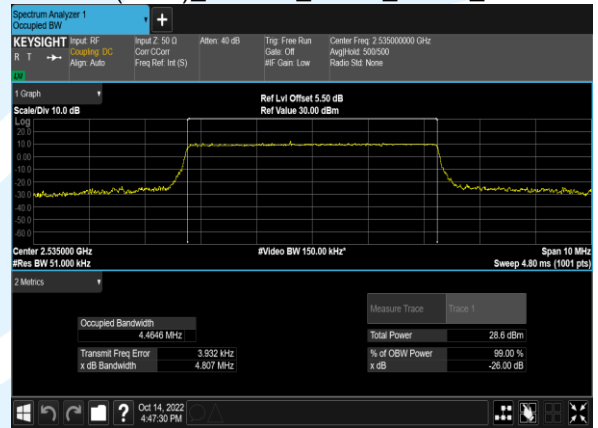 Spectrum Analyzer 1
Occupied BW
+
KEYSIGHT Input: RF Input Z: 50 Ω Atten: 40 dB Trig: Free Run Center Freq: 2.535000000 GHz
R T Coupling: DC Corr CCorr Gate: Off Avg|Hold: 500/500
Align: Auto Freq Ref: Int (S) #IF Gain: Low Radio Std: None
LU
1 Graph
Ref Lvl Offset 5.50 dB
Scale/Div 10.0 dB Ref Value 30.00 dBm
Log
20.0
10.0
0.00
-10.0
-20.0
-30.0
-40.0
-50.0
-60.0
Center 2.535000 GHz #Video BW 150.00 kHz* Span 10 MHz
#Res BW 51.000 kHz Sweep 4.80 ms (1001 pts)
2 Metrics
Measure Trace Trace 1
Occupied Bandwidth
4.4646 MHz Total Power 28.6 dBm
Transmit Freq Error 3.932 kHz % of OBW Power 99.00 %
x dB Bandwidth 4.807 MHz x dB -26.00 dB
? Oct 14, 2022
4:47:30 PM